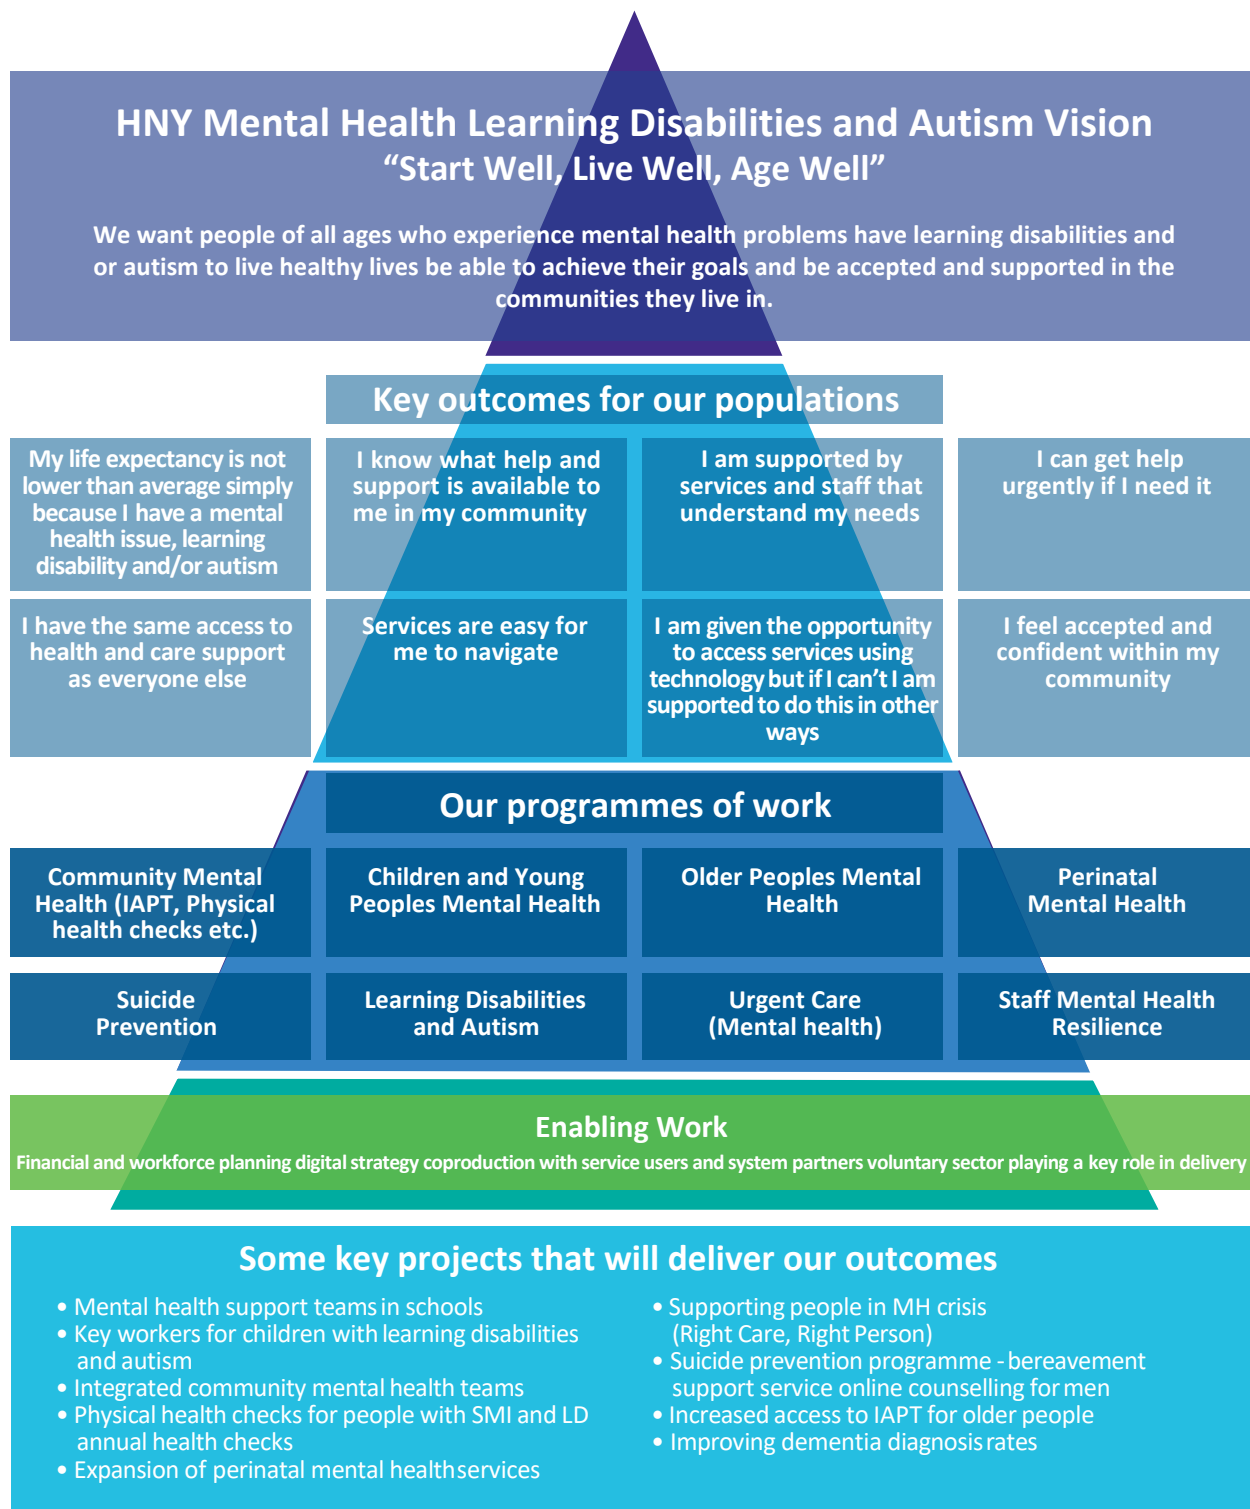 HNY Mental Health Learning Disabilities and Autism Vision
“Start Well, Live Well, Age Well”
We want people of all ages who experience mental health problems have learning disabilities and
or autism to live healthy lives be able to achieve their goals and be accepted and supported in the
communities they live in.
Key outcomes for our populations
My life expectancy is not
lower than average simply
because I have a mental
health issue, learning
disability and/or autism
I know what help and
support is available to
me in my community
I am supported by
services and staff that
understand my needs
I can get help
urgently if I need it
I have the same access to
health and care support
as everyone else
Services are easy for
me to navigate
I am given the opportunity
to access services using
technology but if I can’t I am
supported to do this in other
ways
I feel accepted and
confident within my
community
Our programmes of work
Community Mental
Health (IAPT, Physical
health checks etc.)
Children and Young
Peoples Mental Health
Older Peoples Mental
Health
Perinatal
Mental Health
Suicide
Prevention
Learning Disabilities
and Autism
Urgent Care
(Mental health)
Staff Mental Health
Resilience
Enabling Work
Financial and workforce planning digital strategy coproduction with service users and system partners voluntary sector playing a key role in delivery
Some key projects that will deliver our outcomes
• Mental health support teams in schools
• Key workers for children with learning disabilities
and autism
• Integrated community mental health teams
• Physical health checks for people with SMI and LD
annual health checks
• Expansion of perinatal mental health services
• Supporting people in MH crisis
(Right Care, Right Person)
• Suicide prevention programme - bereavement
support service online counselling for men
• Increased access to IAPT for older people
• Improving dementia diagnosis rates